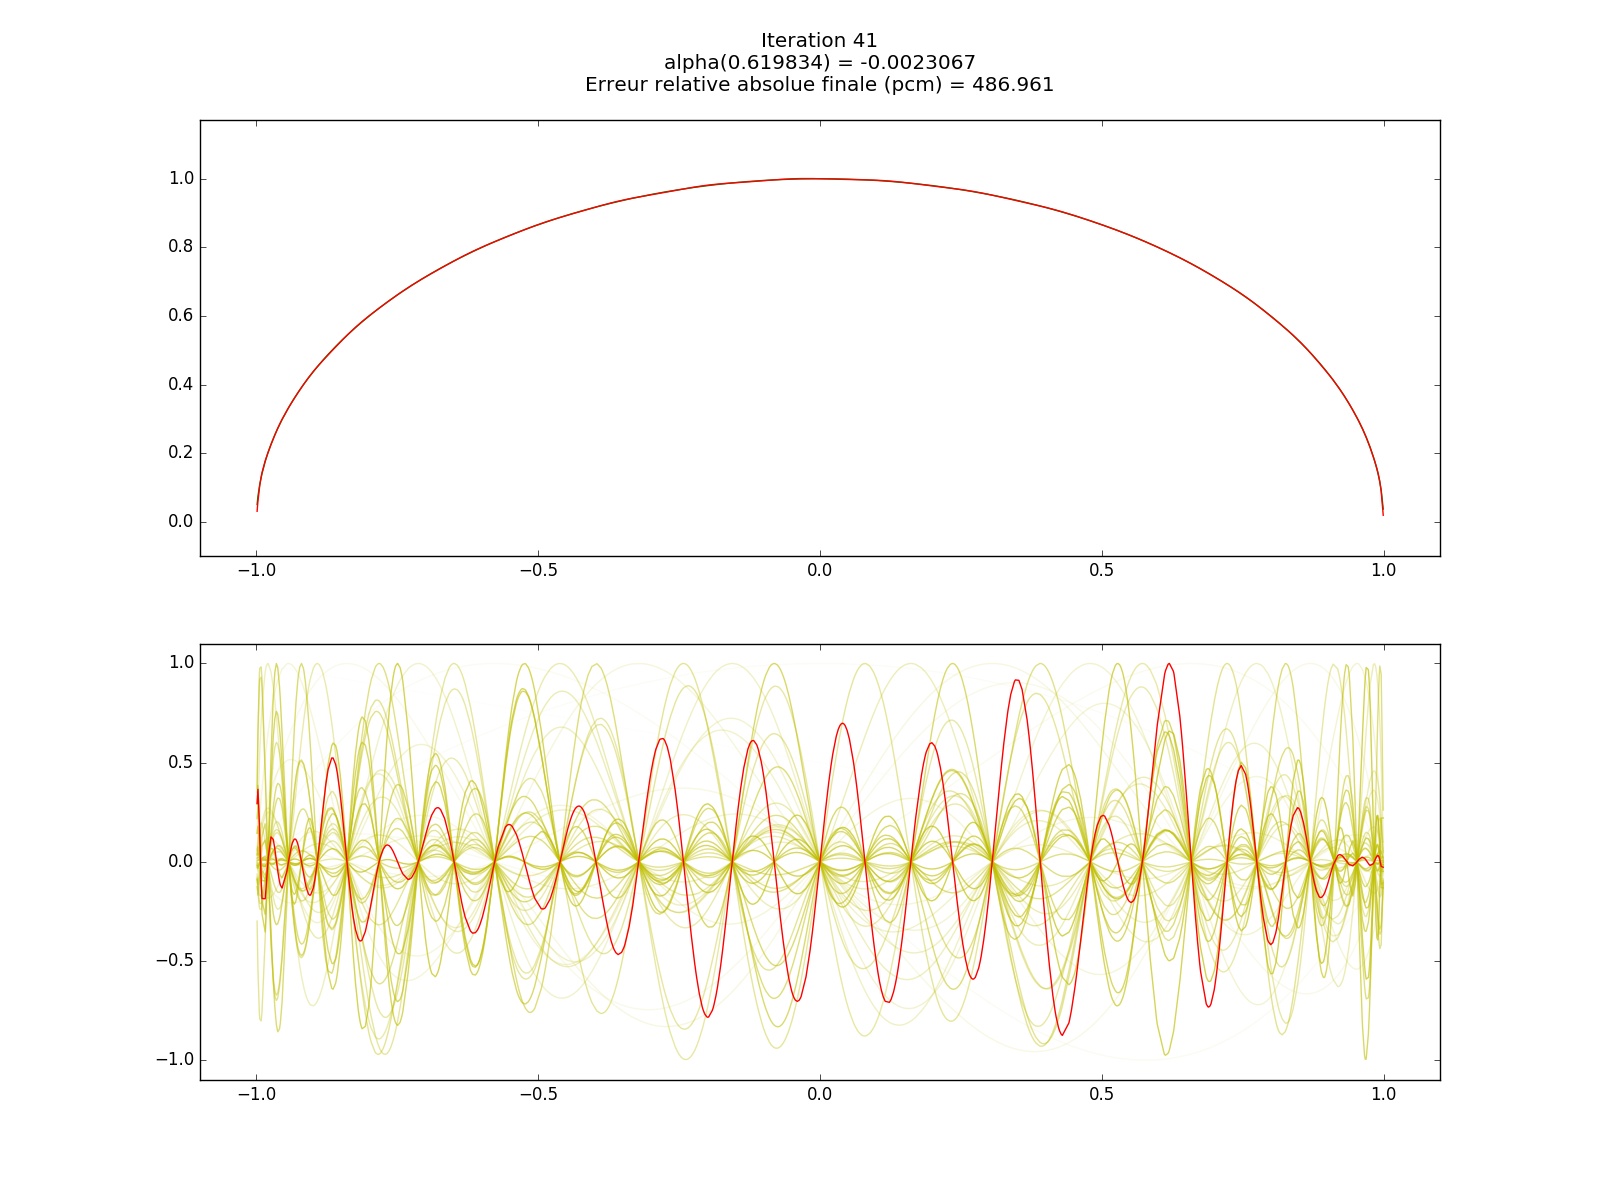 Iteration 41
alpha(0.619834) = -0.0023067
Erreur relative absolue finale (pcm) = 486.961
1.0
0.8
0.6
0.4
0.2
0.0
−1.0 −0.5 0.0 0.5 1.0
1.0
0.5
0.0
−0.5
−1.0
−1.0 −0.5 0.0 0.5 1.0